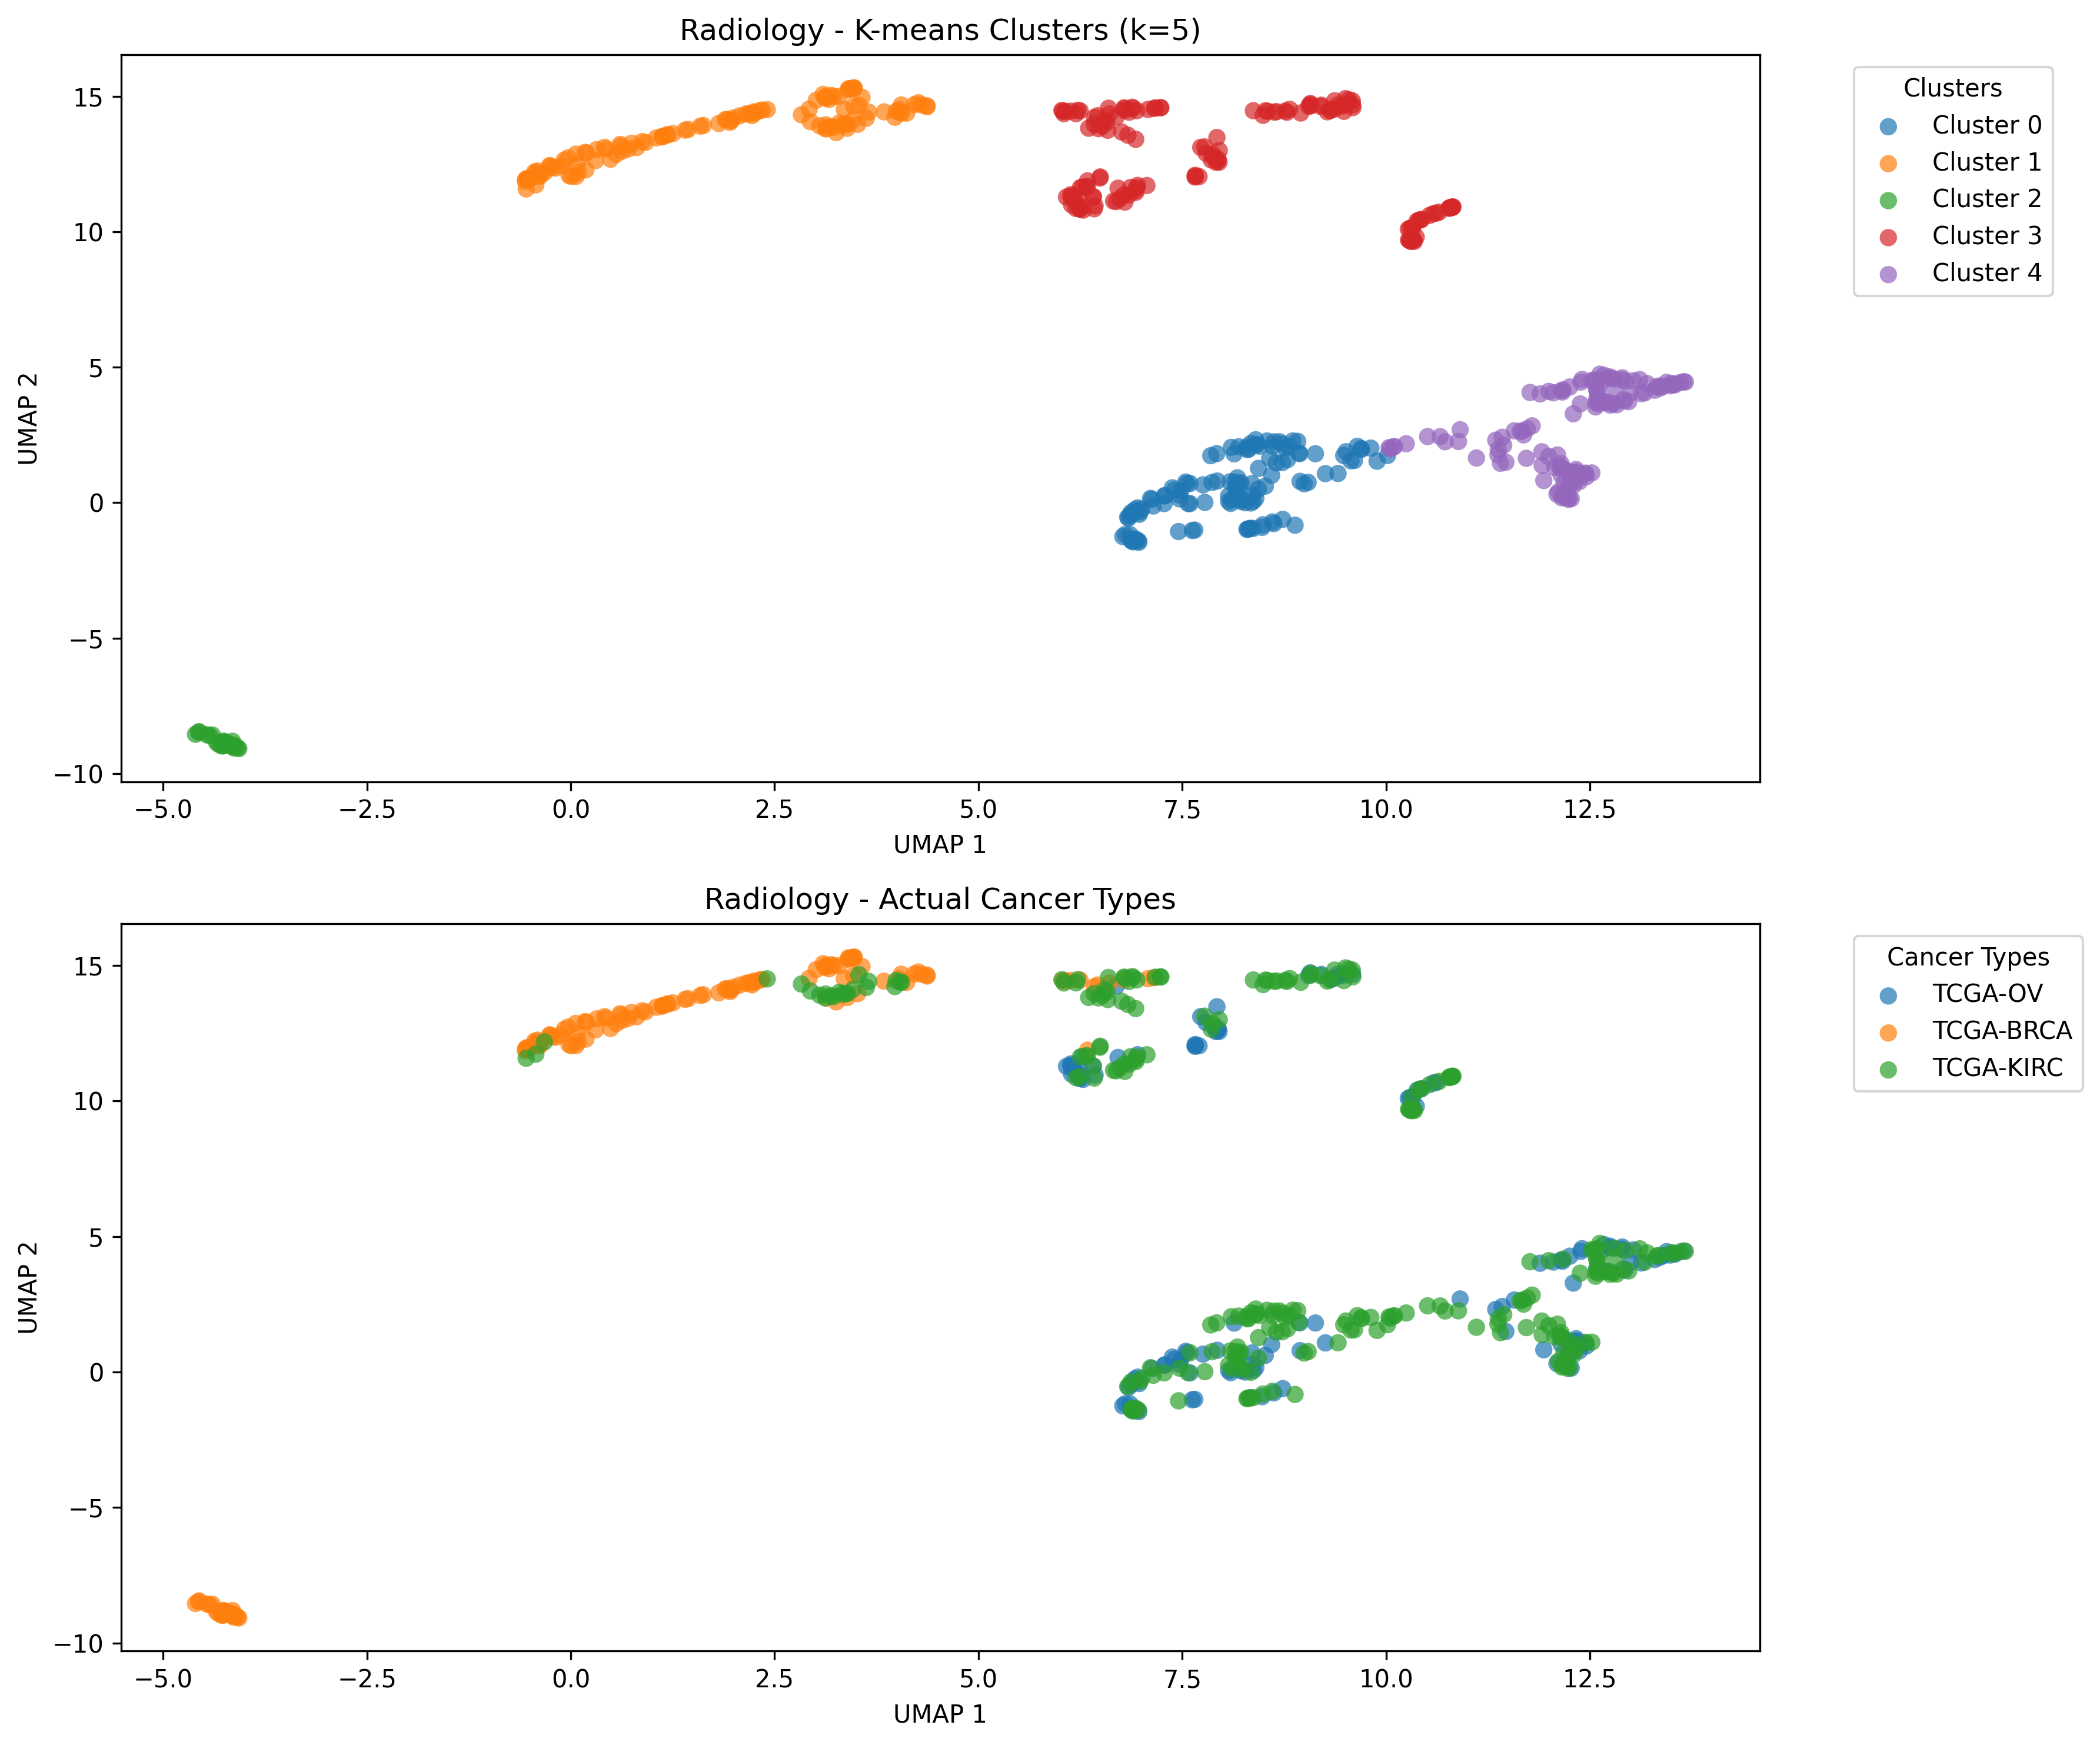 Radiology - K-means Clusters (k=5)
15
10
5
0
−5
−10
UMAP 2
−5.0 −2.5 0.0 2.5 5.0 7.5 10.0 12.5
UMAP 1
Clusters
Cluster 0
Cluster 1
Cluster 2
Cluster 3
Cluster 4
Radiology - Actual Cancer Types
15
10
5
0
−5
−10
UMAP 2
−5.0 −2.5 0.0 2.5 5.0 7.5 10.0 12.5
UMAP 1
Cancer Types
TCGA-OV
TCGA-BRCA
TCGA-KIRC